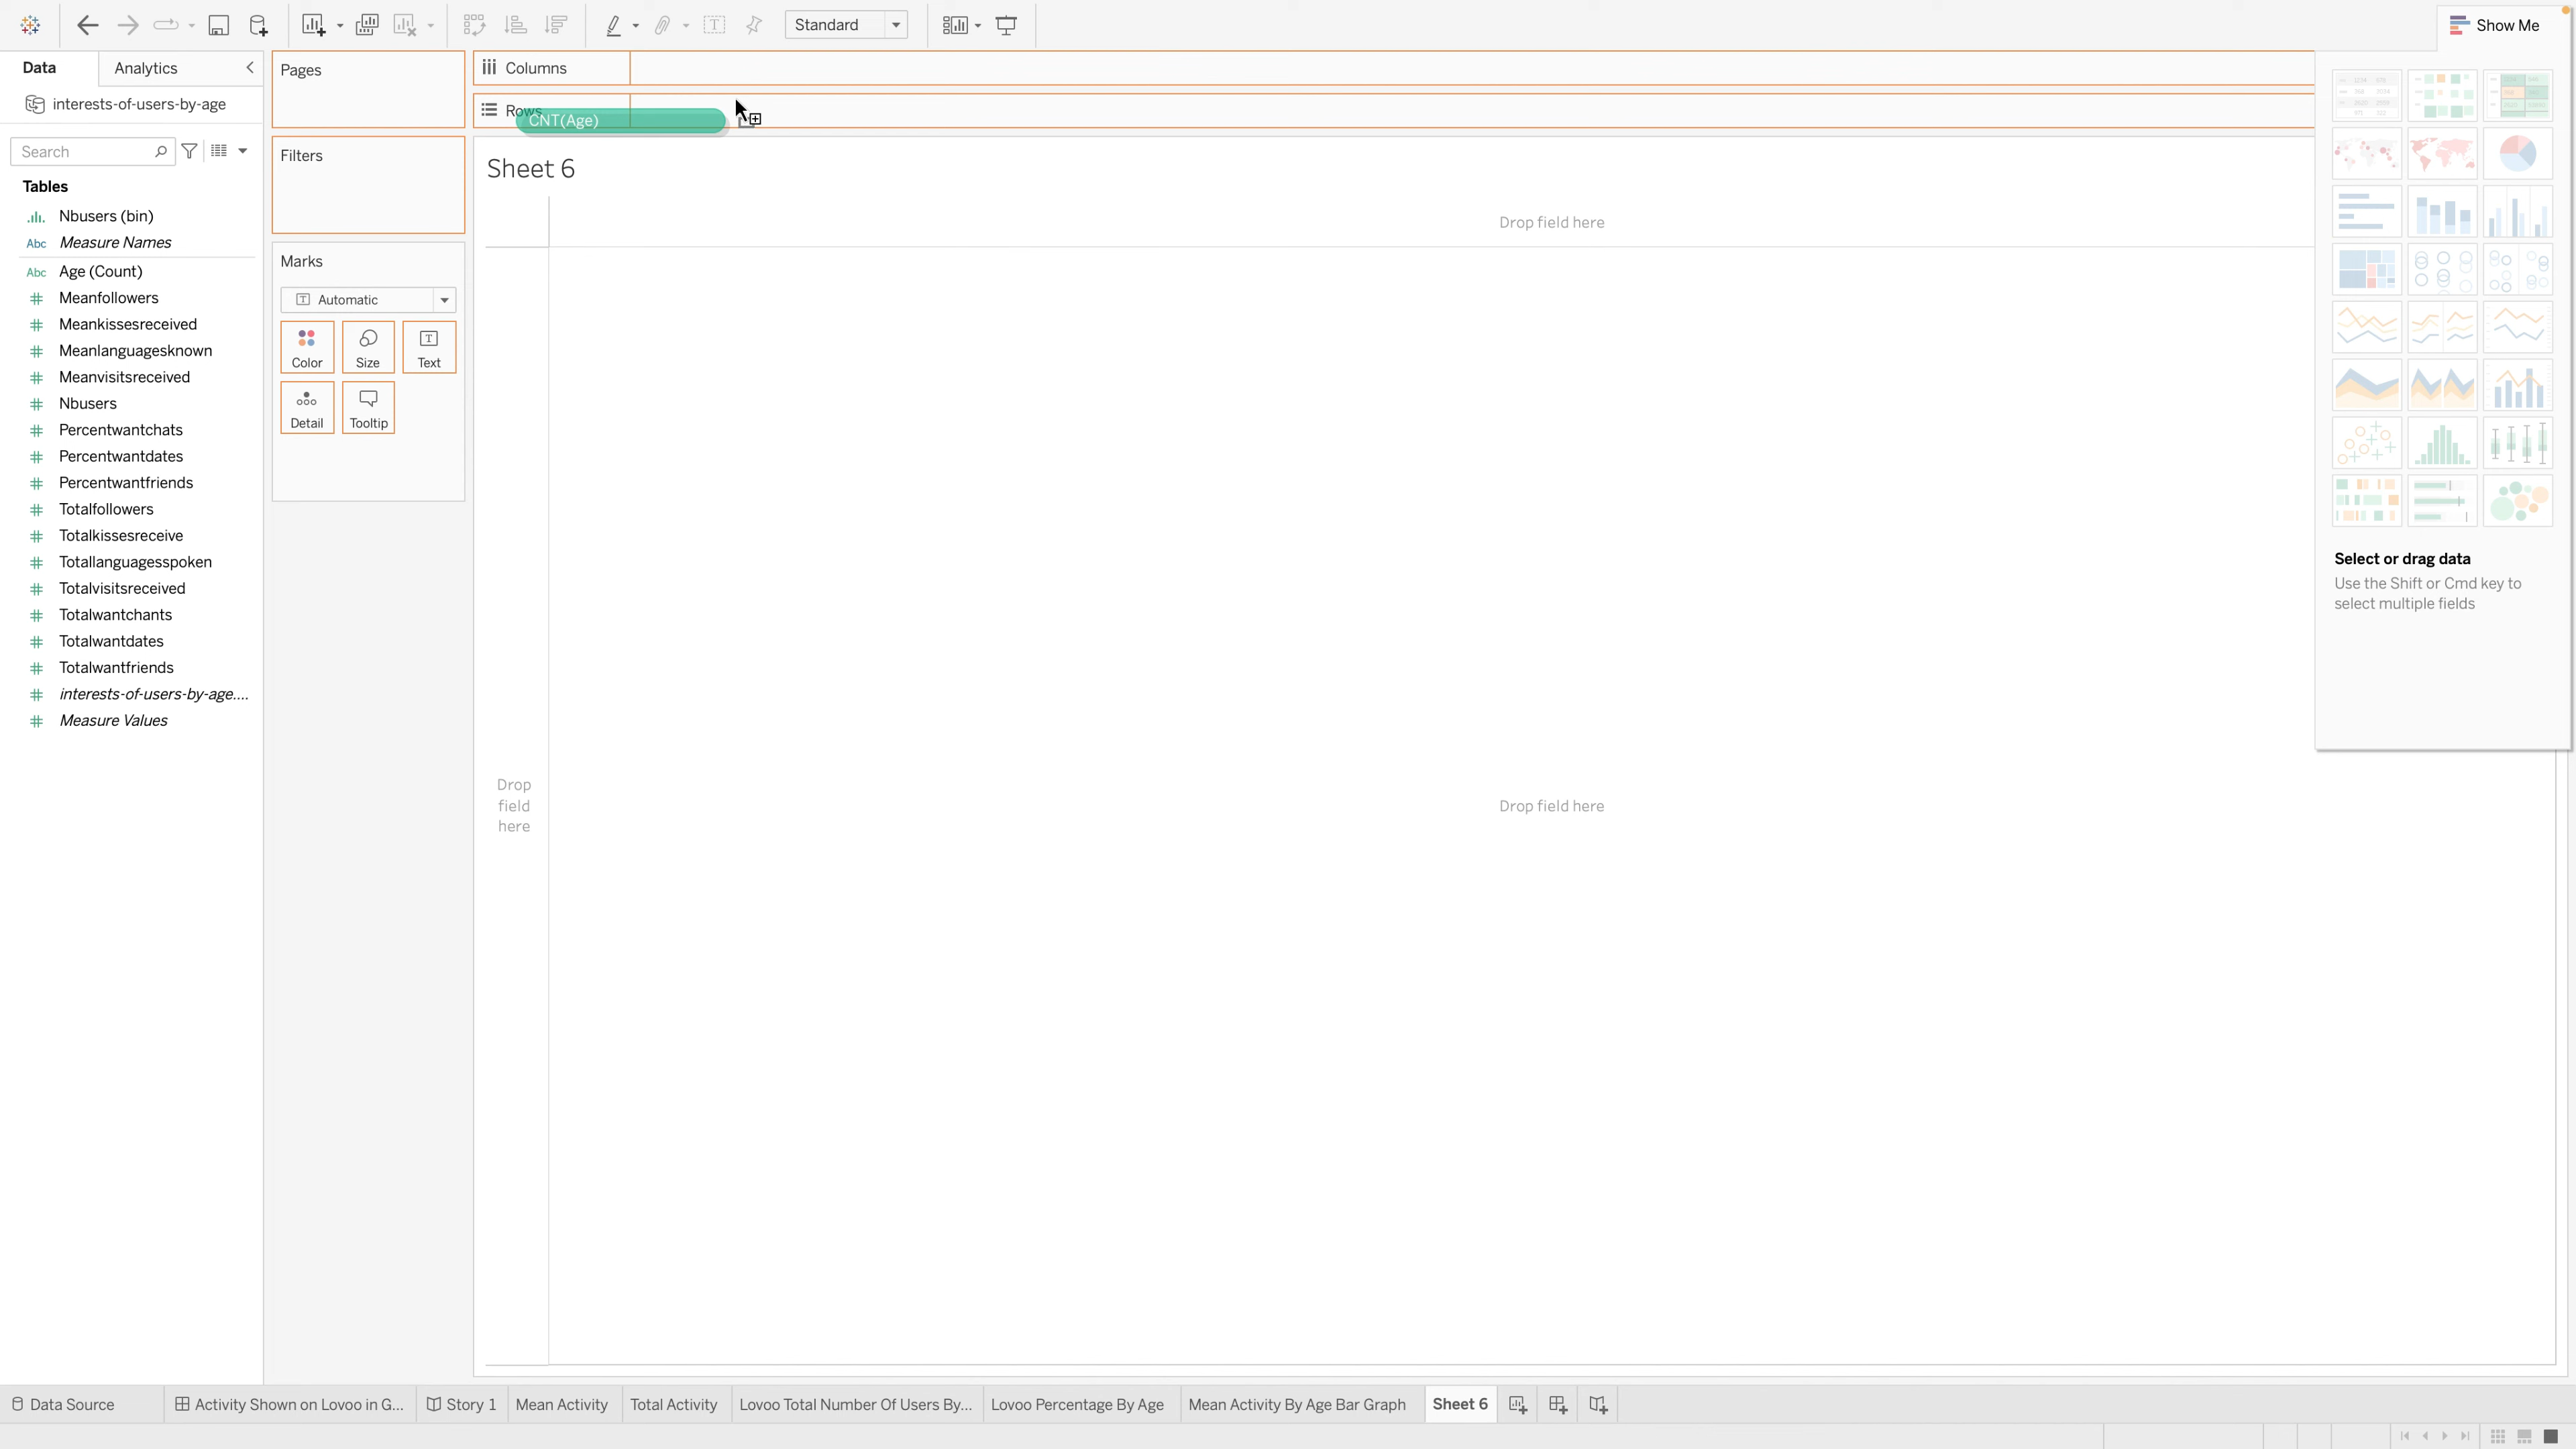 Standard
Show Me
Data
Analytics
Pages
Columns
interests-of-users-by-age
Rows
CNT(Age)
Search
Filters
Sheet 6
Tables
Nbusers (bin)
Drop field here
Abc Measure Names
Marks
Abc Age (Count)
Meanfollowers
Automatic
Meankissesreceived
Meanlanguagesknown
Color
Size
Text
Meanvisitsreceived
Nbusers
Detail
Tooltip
Percentwantchats
Percentwantdates
Percentwantfriends
Totalfollowers
Totalkissesreceive
Totallanguagesspoken
Totalvisitsreceived
Totalwantchants
Totalwantdates
Totalwantfriends
interests-of-users-by-age....
Measure Values
Select or drag data
Use the Shift or Cmd key to
select multiple fields
Drop
field
here
Drop field here
Data Source
Activity Shown on Lovoo in G...
Story 1
Mean Activity
Total Activity
Lovoo Total Number Of Users By...
Lovoo Percentage By Age
Mean Activity By Age Bar Graph
Sheet 6